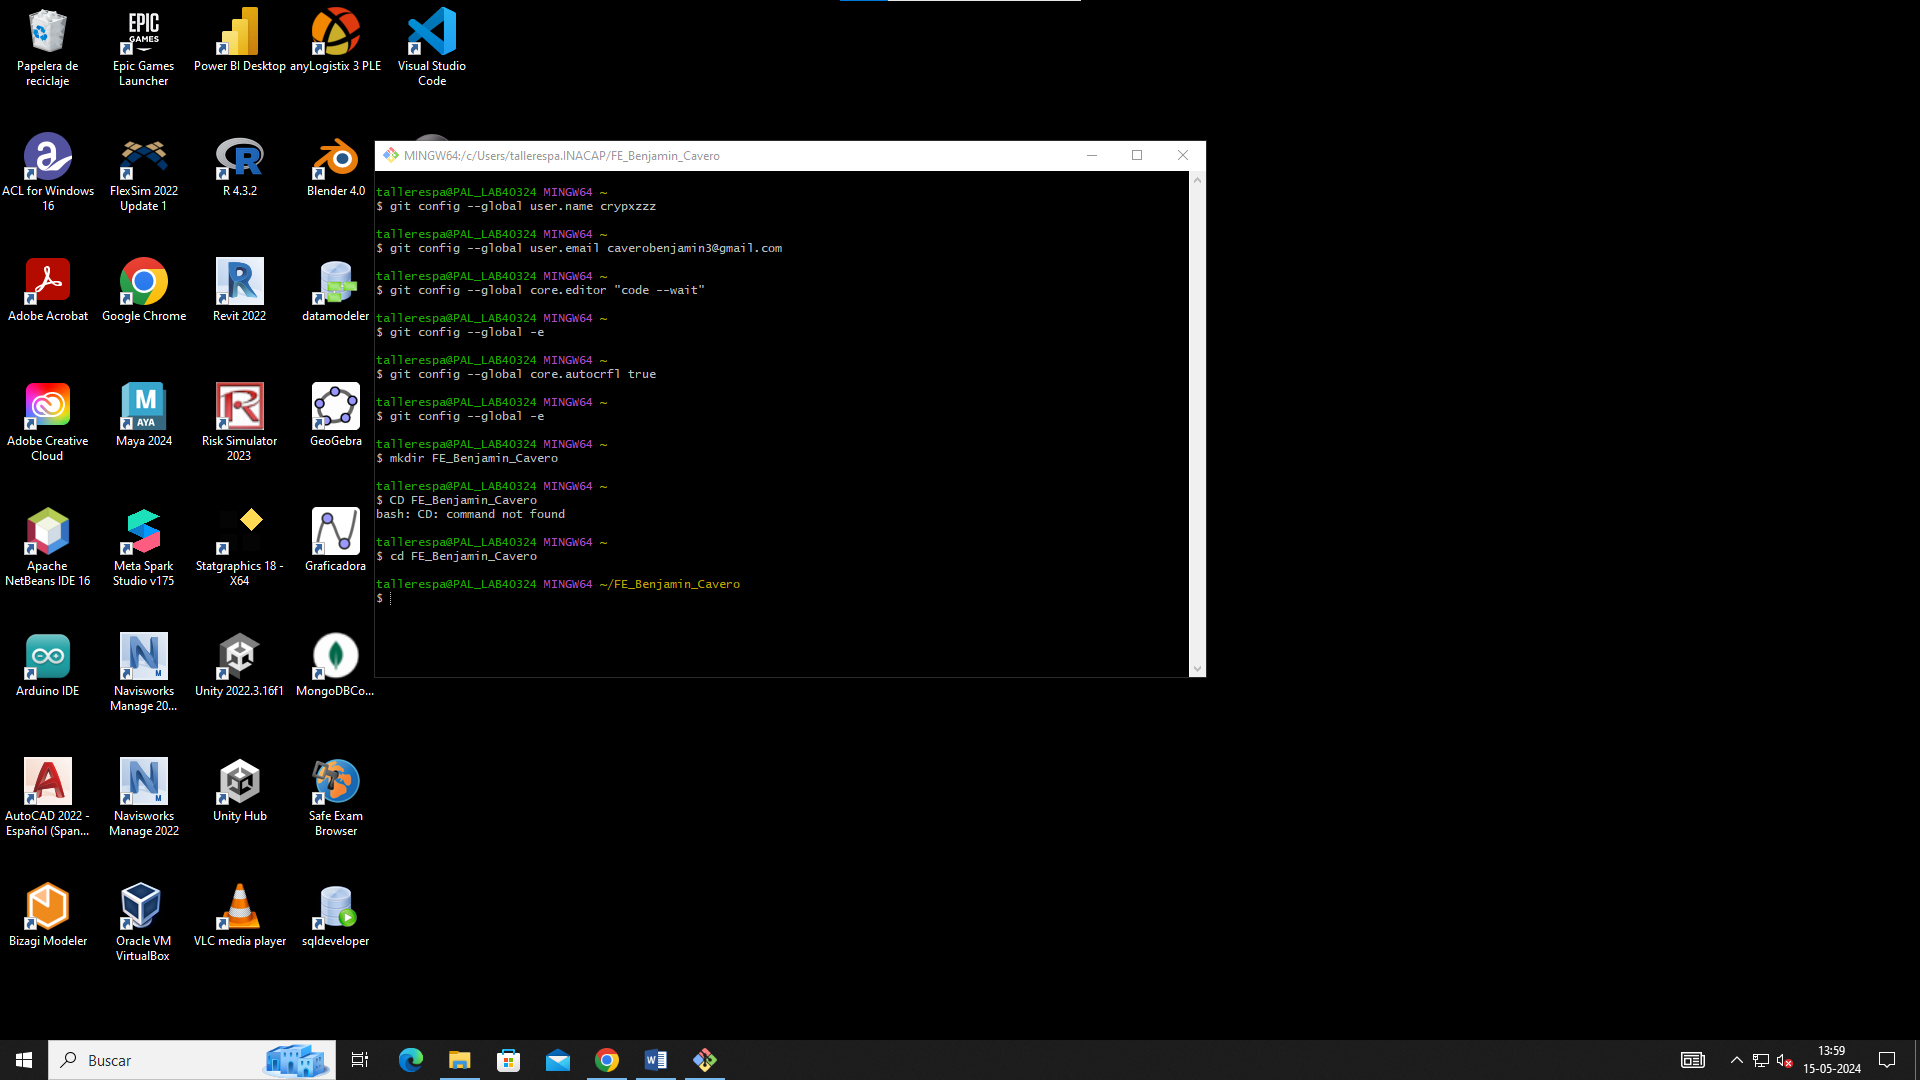 Papelera de
reciclaje
EPIC
GAMES
Epic Games
Launcher
Power BI Desktop
anyLogistix 3 PLE
Visual Studio
Code
ACL for Windows
16
FlexSim 2022
Update 1
R 4.3.2
Blender 4.0
Adobe Acrobat
Google Chrome
Revit 2022
datamodeler
Adobe Creative
Cloud
M
AYA
Maya 2024
Risk Simulator
2023
GeoGebra
Apache
NetBeans IDE 16
Meta Spark
Studio v175
Statgraphics 18 -
X64
Graficadora
Arduino IDE
Navisworks
Manage 20...
Unity 2022.3.16f1
MongoDBCo...
AutoCAD 2022 -
Español (Span...
Navisworks
Manage 2022
Unity Hub
Safe Exam
Browser
Bizagi Modeler
Oracle VM
VirtualBox
VLC media player
sqldeveloper
MINGW64:/c/Users/tallerespa.INACAP/FE_Benjamin_Cavero
tallerespa@PAL_LAB40324 MINGW64 ~
$ git config --global user.name crypxzzz
tallerespa@PAL_LAB40324 MINGW64 ~
$ git config --global user.email caverobenjamin3@gmail.com
tallerespa@PAL_LAB40324 MINGW64 ~
$ git config --global core.editor "code --wait"
tallerespa@PAL_LAB40324 MINGW64 ~
$ git config --global -e
tallerespa@PAL_LAB40324 MINGW64 ~
$ git config --global core.autocrfl true
tallerespa@PAL_LAB40324 MINGW64 ~
$ git config --global -e
tallerespa@PAL_LAB40324 MINGW64 ~
$ mkdir FE_Benjamin_Cavero
tallerespa@PAL_LAB40324 MINGW64 ~
$ CD FE_Benjamin_Cavero
bash: CD: command not found
tallerespa@PAL_LAB40324 MINGW64 ~
$ cd FE_Benjamin_Cavero
tallerespa@PAL_LAB40324 MINGW64 ~/FE_Benjamin_Cavero
$
Buscar
13:59
15-05-2024